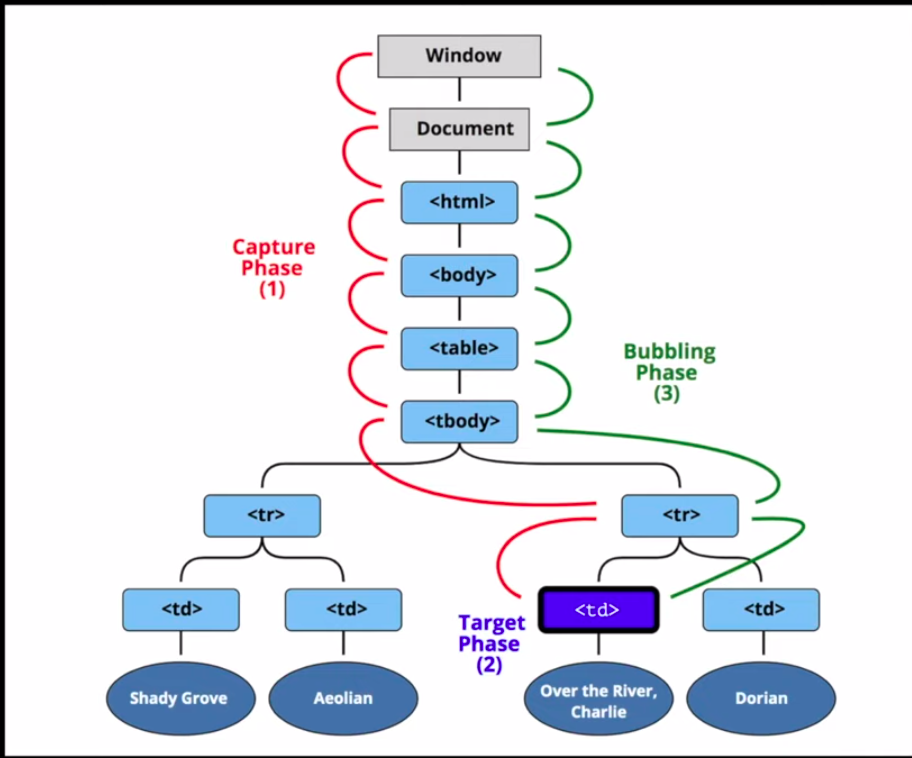 Window
Document
<html>
Capture
Phase
(1)
<body>
<table>
Bubbling
Phase
(3)
<tbody>
<tr>
<tr>
<td>
<td>
<td>
<td>
Target
Phase
(2)
Shady Grove
Aeolian
Over the River,
Charlie
Dorian